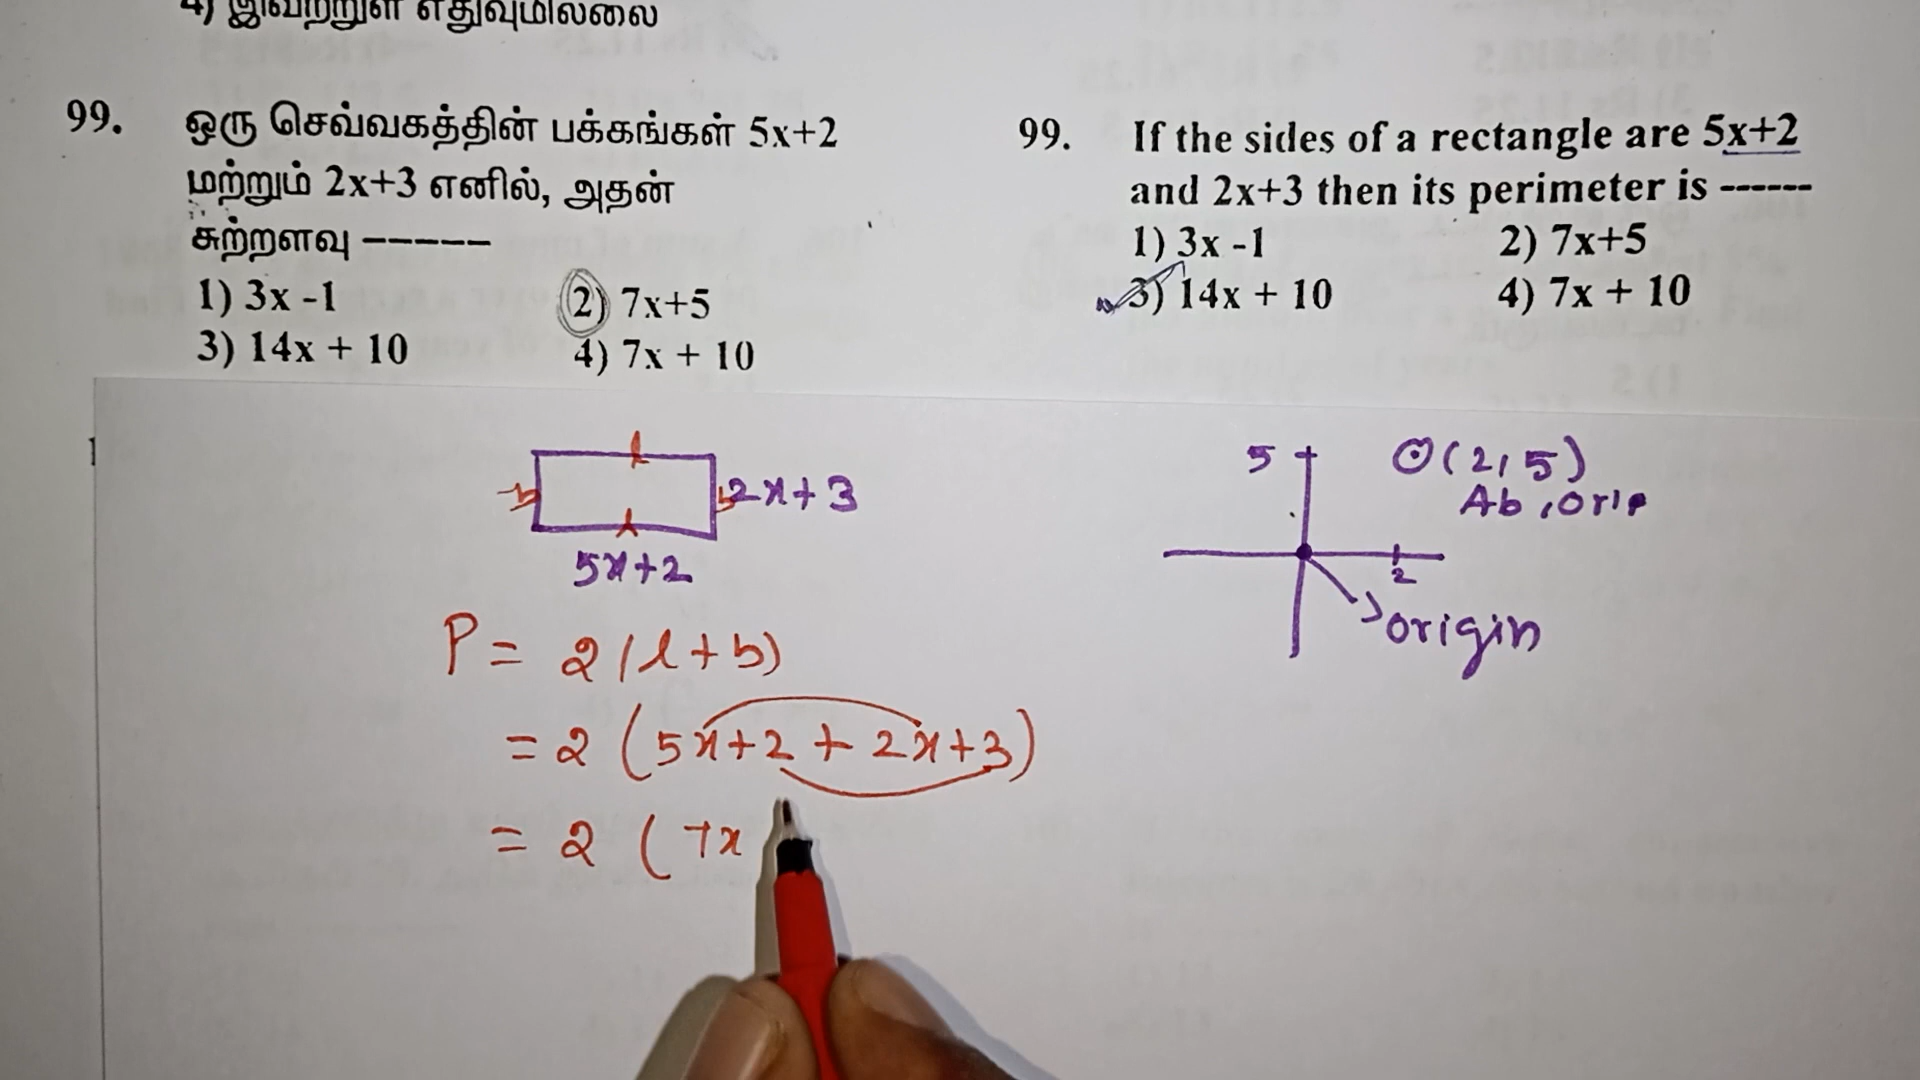 4) இவற்றுள் எதுவுமில்லை
99. ஒரு செவ்வகத்தின் பக்கங்கள் 5x+2
மற்றும் 2x+3 எனில், அதன்
சுற்றளவு -----
1) 3x -1 2) 7x+5
3) 14x + 10 4) 7x + 10
99. If the sides of a rectangle are 5x+2
and 2x+3 then its perimeter is ------
1) 3x -1 2) 7x+5
3) 14x + 10 4) 7x + 10
l
b b 2x+3
l
5x+2
P = 2(l+b)
= 2 (5x+2 + 2x+3)
= 2 ( 7x
5 (2,5)
Ab,
2
origin